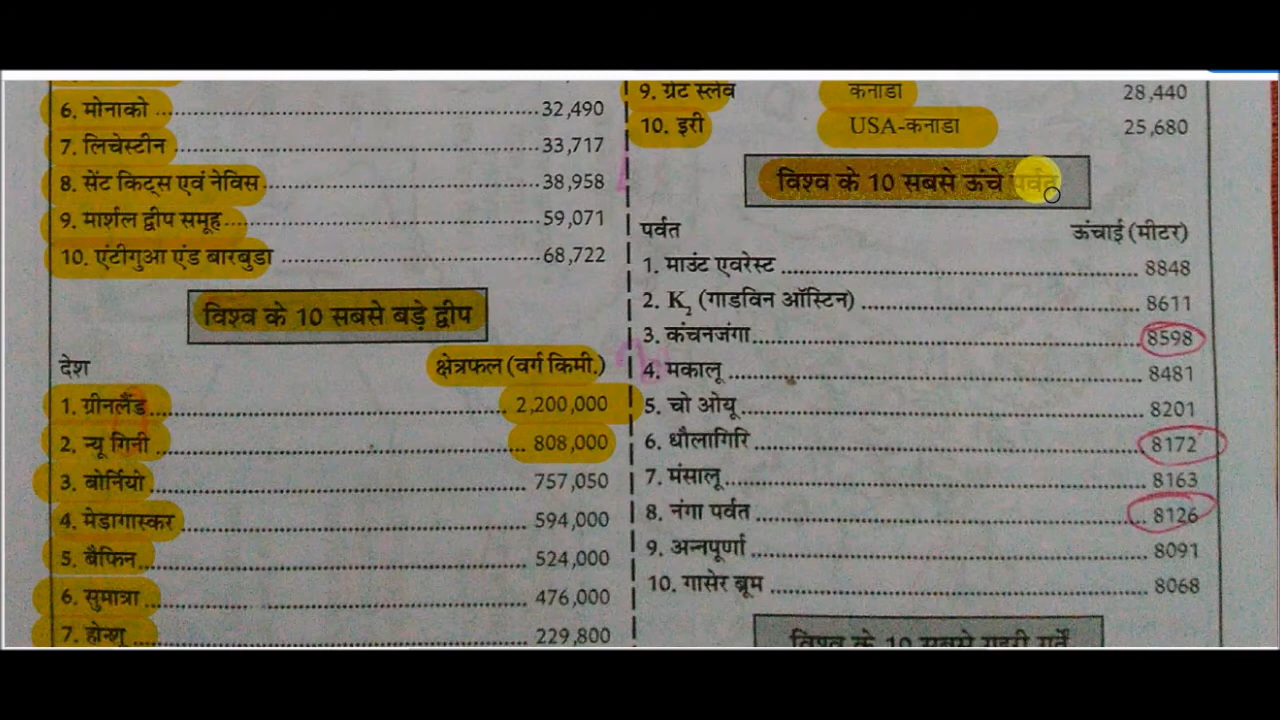 6. मोनाको ........ 32,490
7. लिचेस्टीन ........ 33,717
8. सेंट किट्स एवं नेविस ........ 38,958
9. मार्शल द्वीप समूह ........ 59,071
10. एंटीगुआ एंड बारबुडा ........ 68,722
विश्व के 10 सबसे बड़े द्वीप
देश क्षेत्रफल (वर्ग किमी.)
1. ग्रीनलैंड ........ 2,200,000
2. न्यू गिनी ........ 808,000
3. बोर्नियो ........ 757,050
4. मेडागास्कर ........ 594,000
5. बैफिन ........ 524,000
6. सुमात्रा ........ 476,000
7. होन्शू ........ 229,800
9. ग्रेट स्लेव कनाडा 28,440
10. इरी USA-कनाडा 25,680
विश्व के 10 सबसे ऊंचे पर्वत
पर्वत ऊंचाई (मीटर)
1. माउंट एवरेस्ट ........ 8848
2. K2 (गाडविन ऑस्टिन) ........ 8611
3. कंचनजंगा ........ 8598
4. मकालू ........ 8481
5. चो ओयू ........ 8201
6. धौलागिरि ........ 8172
7. मंसालू ........ 8163
8. नंगा पर्वत ........ 8126
9. अन्नपूर्णा ........ 8091
10. गासेर ब्रूम ........ 8068
विश्व के 10 सबसे गहरी गर्तें